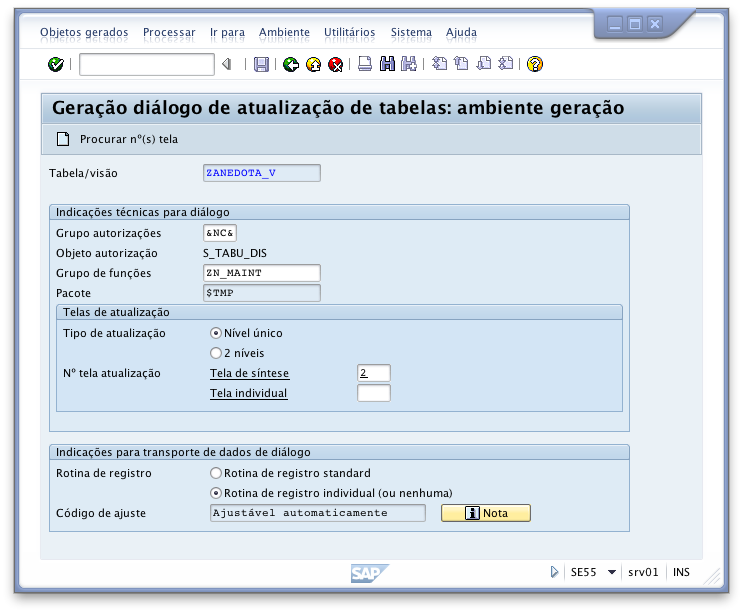 Objetos gerados Processar Ir para Ambiente Utilitários Sistema Ajuda
Geração diálogo de atualização de tabelas: ambiente geração
Procurar nº(s) tela
Tabela/visão ZANEDOTA_V
Indicações técnicas para diálogo
Grupo autorizações &NC&
Objeto autorização S_TABU_DIS
Grupo de funções ZN_MAINT
Pacote $TMP
Telas de atualização
Tipo de atualização Nível único
2 níveis
Nº tela atualização Tela de síntese 2
Tela individual
Indicações para transporte de dados de diálogo
Rotina de registro Rotina de registro standard
Rotina de registro individual (ou nenhuma)
Código de ajuste Ajustável automaticamente Nota
SAP SE55 srv01 INS